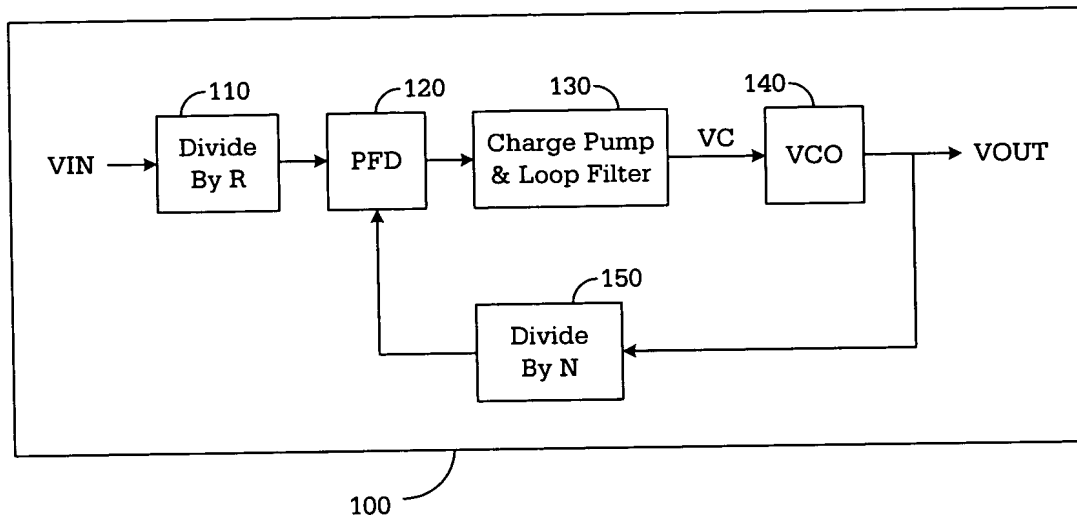 110
120
130
140
VIN
Divide
By R
PFD
Charge Pump
& Loop Filter
VC
VCO
VOUT
150
Divide
By N
100